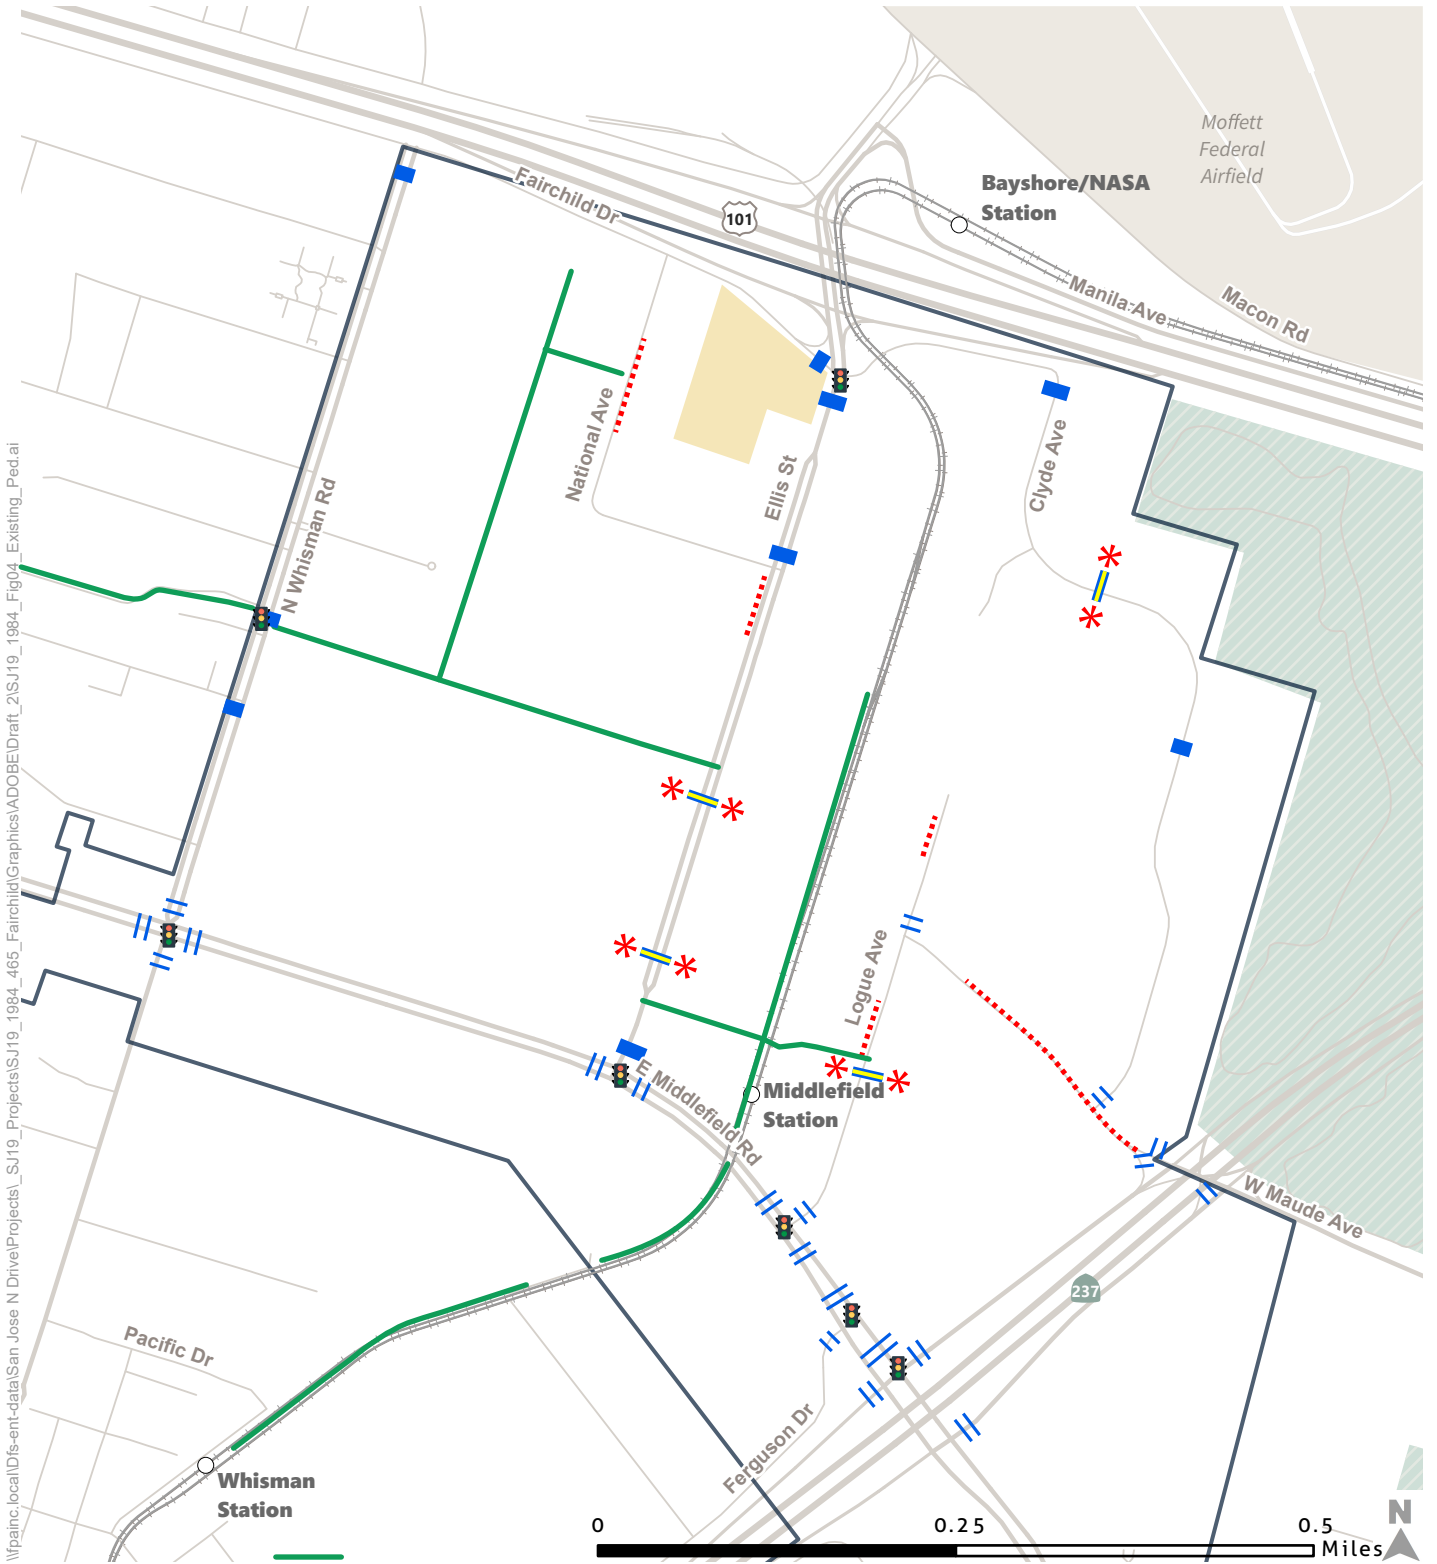 Moffett
Federal
Airfield
Bayshore/NASA
Station
Fairchild Dr
101
Manila Ave
Macon Rd
National Ave
Ellis St
Clyde Ave
N Whisman Rd
Logue Ave
E Middlefield Rd
Middlefield
Station
W Maude Ave
237
Pacific Dr
Ferguson Dr
Whisman
Station
0
0.25
0.5
Miles
N
\\fpainc.local\Dfs-ent-data\San Jose N Drive\Projects\_SJ19_Projects\SJ19_1984_465_Fairchild\Graphics\ADOBE\Draft_2\SJ19_1984_Fig04_Existing_Ped.ai